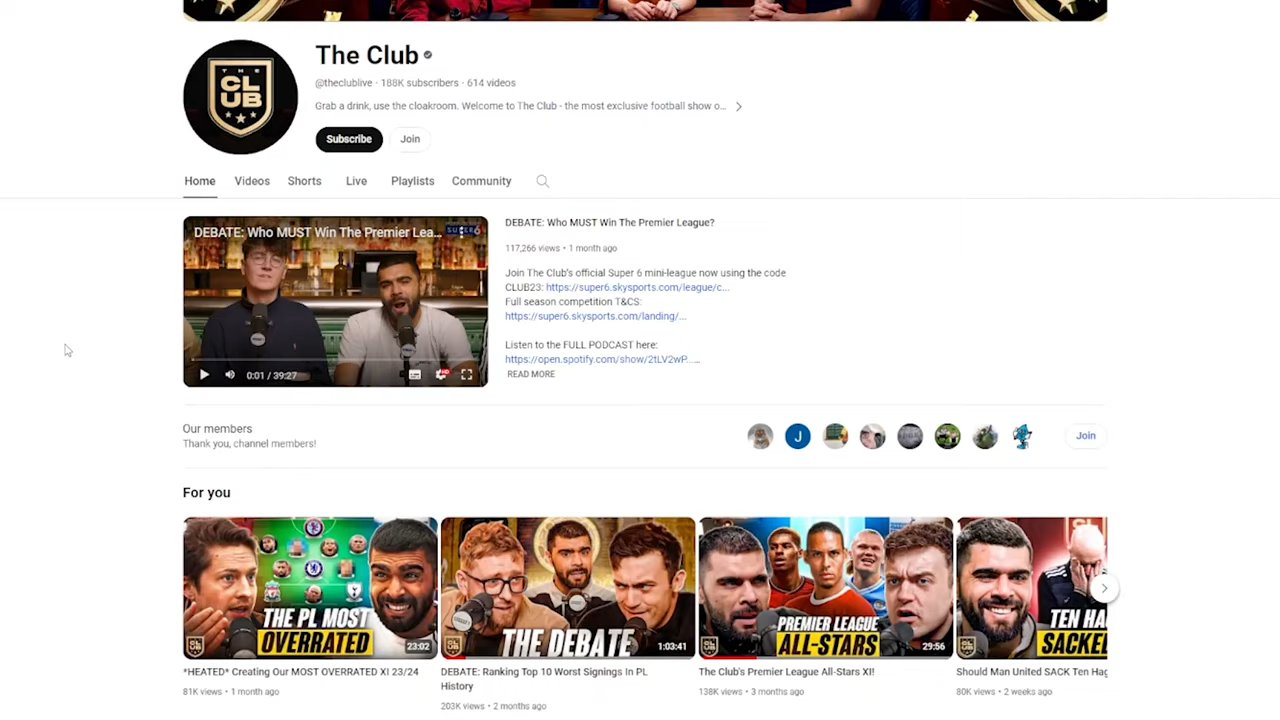 The Club
THE
CL
UB
@theclublive · 188K subscribers · 614 videos
Grab a drink, use the cloakroom. Welcome to The Club - the most exclusive football show o...
Subscribe
Join
Home
Videos
Shorts
Live
Playlists
Community
DEBATE: Who MUST Win The Premier Lea...
SUPER6
0:01 / 39:27
HD
DEBATE: Who MUST Win The Premier League?
117,266 views • 1 month ago
Join The Club's official Super 6 mini-league now using the code
CLUB23: https://super6.skysports.com/league/c...
Full season competition T&CS:
https://super6.skysports.com/landing/...
Listen to the FULL PODCAST here:
https://open.spotify.com/show/2tLV2wP... ...
READ MORE
Our members
Thank you, channel members!
J
Join
For you
THE PL MOST
OVERRATED
23:02
THE DEBATE
1:03:41
PREMIER LEAGUE
ALL-STARS
29:56
TEN HA
SACKE
*HEATED* Creating Our MOST OVERRATED XI 23/24
81K views • 1 month ago
DEBATE: Ranking Top 10 Worst Signings In PL
History
203K views • 2 months ago
The Club's Premier League All-Stars XI!
138K views • 3 months ago
Should Man United SACK Ten Hag
80K views • 2 weeks ago